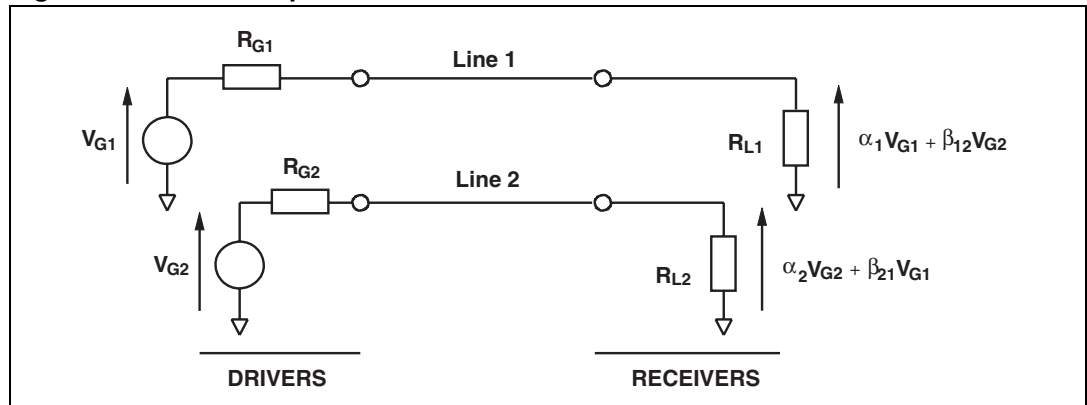 R_G1
Line 1
V_G1
R_L1
α_1V_G1 + β_12V_G2
R_G2
Line 2
V_G2
R_L2
α_2V_G2 + β_21V_G1
DRIVERS
RECEIVERS